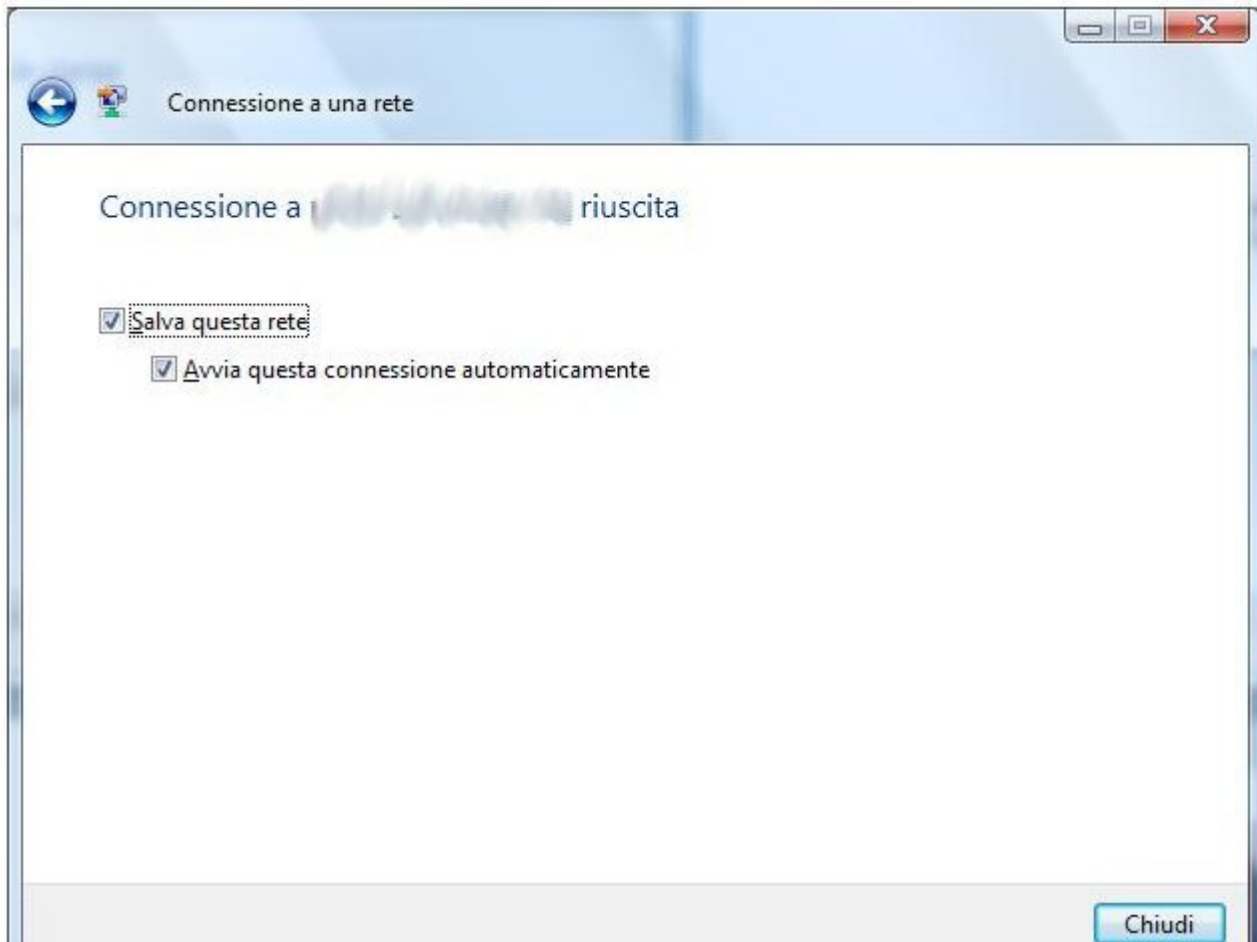 Connessione a una rete
Connessione a riuscita
Salva questa rete
Avvia questa connessione automaticamente
Chiudi